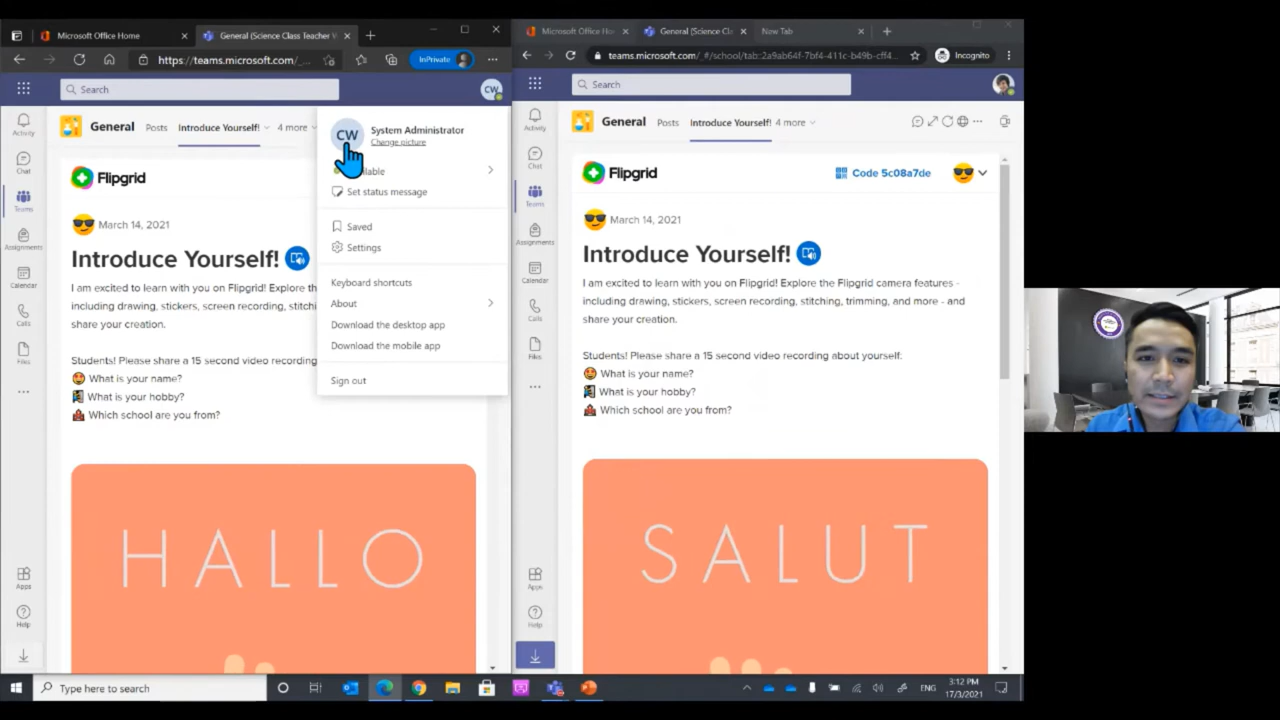 Microsoft Office Home
General (Science Class Teacher W
https://teams.microsoft.com/_...
InPrivate
Search
CW
Activity
Chat
Teams
Assignments
Calendar
Calls
Files
Apps
Help
General
Posts
Introduce Yourself!
4 more
Flipgrid
March 14, 2021
Introduce Yourself!
I am excited to learn with you on Flipgrid! Explore the
including drawing, stickers, screen recording, stitching
share your creation.
Students! Please share a 15 second video recording
What is your name?
What is your hobby?
Which school are you from?
HALLO
CW
System Administrator
Change picture
Set status message
Saved
Settings
Keyboard shortcuts
About
Download the desktop app
Download the mobile app
Sign out
Microsoft Office Ho
General (Science Cl
New Tab
teams.microsoft.com/_#/school/tab:2a9ab64f-7bf4-411c-b49b-cff4...
Incognito
Search
Activity
Chat
Teams
Assignments
Calendar
Calls
Files
Apps
Help
General
Posts
Introduce Yourself!
4 more
Flipgrid
Code 5c08a7de
March 14, 2021
Introduce Yourself!
I am excited to learn with you on Flipgrid! Explore the Flipgrid camera features -
including drawing, stickers, screen recording, stitching, trimming, and more - and
share your creation.
Students! Please share a 15 second video recording about yourself:
What is your name?
What is your hobby?
Which school are you from?
SALUT
Type here to search
ENG
3:12 PM
17/3/2021